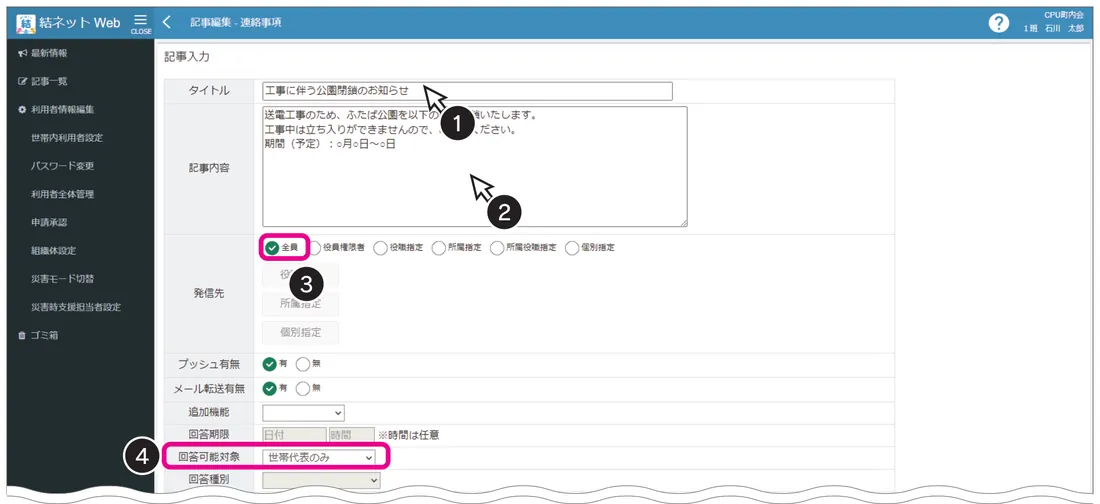 結ネット Web
CLOSE
記事編集 - 連絡事項
?
CPU町内会
1 班 石川 太郎
最新情報
記事一覧
利用者情報編集
世帯内利用者設定
パスワード変更
利用者全体管理
申請承認
組織体設定
災害モード切替
災害時支援担当者設定
ゴミ箱
記事入力
タイトル
工事に伴う公園閉鎖のお知らせ
1
記事内容
送電工事のため、ふたば公園を以下の
いたします。
工事中は立ち入りができませんので、
ください。
期間（予定）：○月○日～○日
2
発信先
全員 役員権限者 役職指定 所属指定 所属役職指定 個別指定
3
所属指定
個別指定
プッシュ有無
有 無
メール転送有無
有 無
追加機能
回答期限
日付 時間 ※時間は任意
4
回答可能対象
世帯代表のみ
回答種別